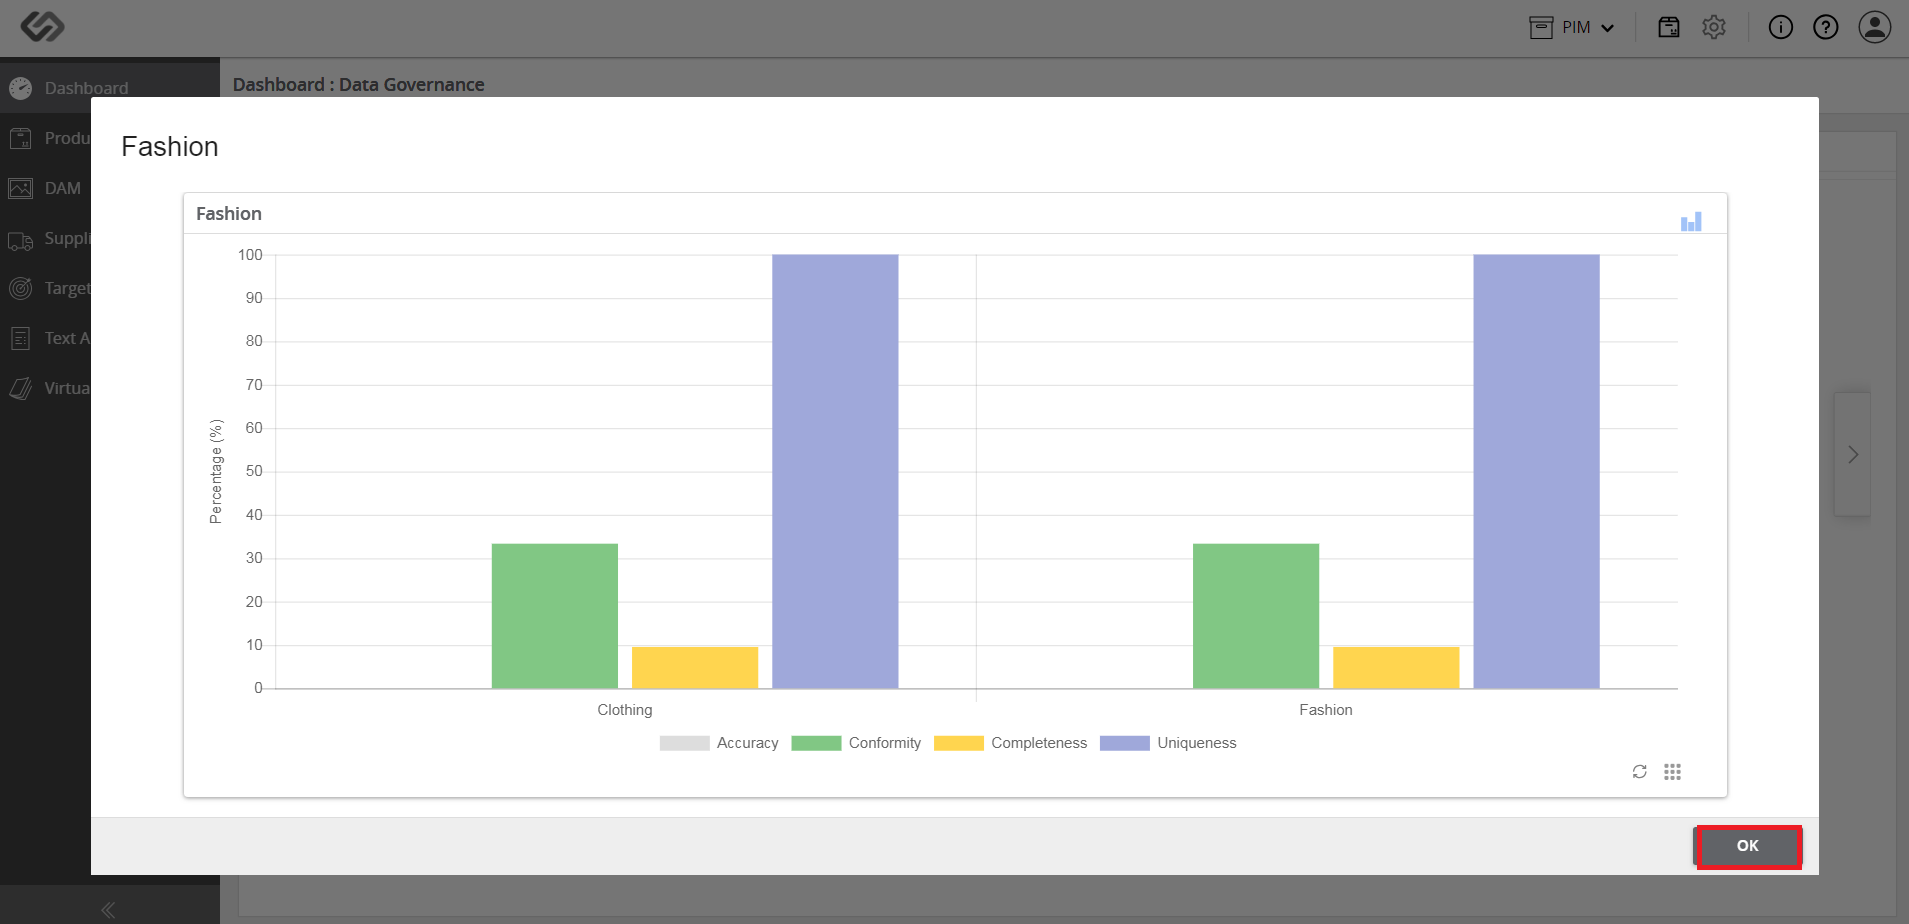 PIM
Dashboard
Dashboard : Data Governance
Produ
DAM
Suppli
Target
Text A
Virtua
Fashion
Fashion
100
90
80
70
60
50
40
30
20
10
0
Percentage (%)
Clothing
Fashion
Accuracy
Conformity
Completeness
Uniqueness
OK